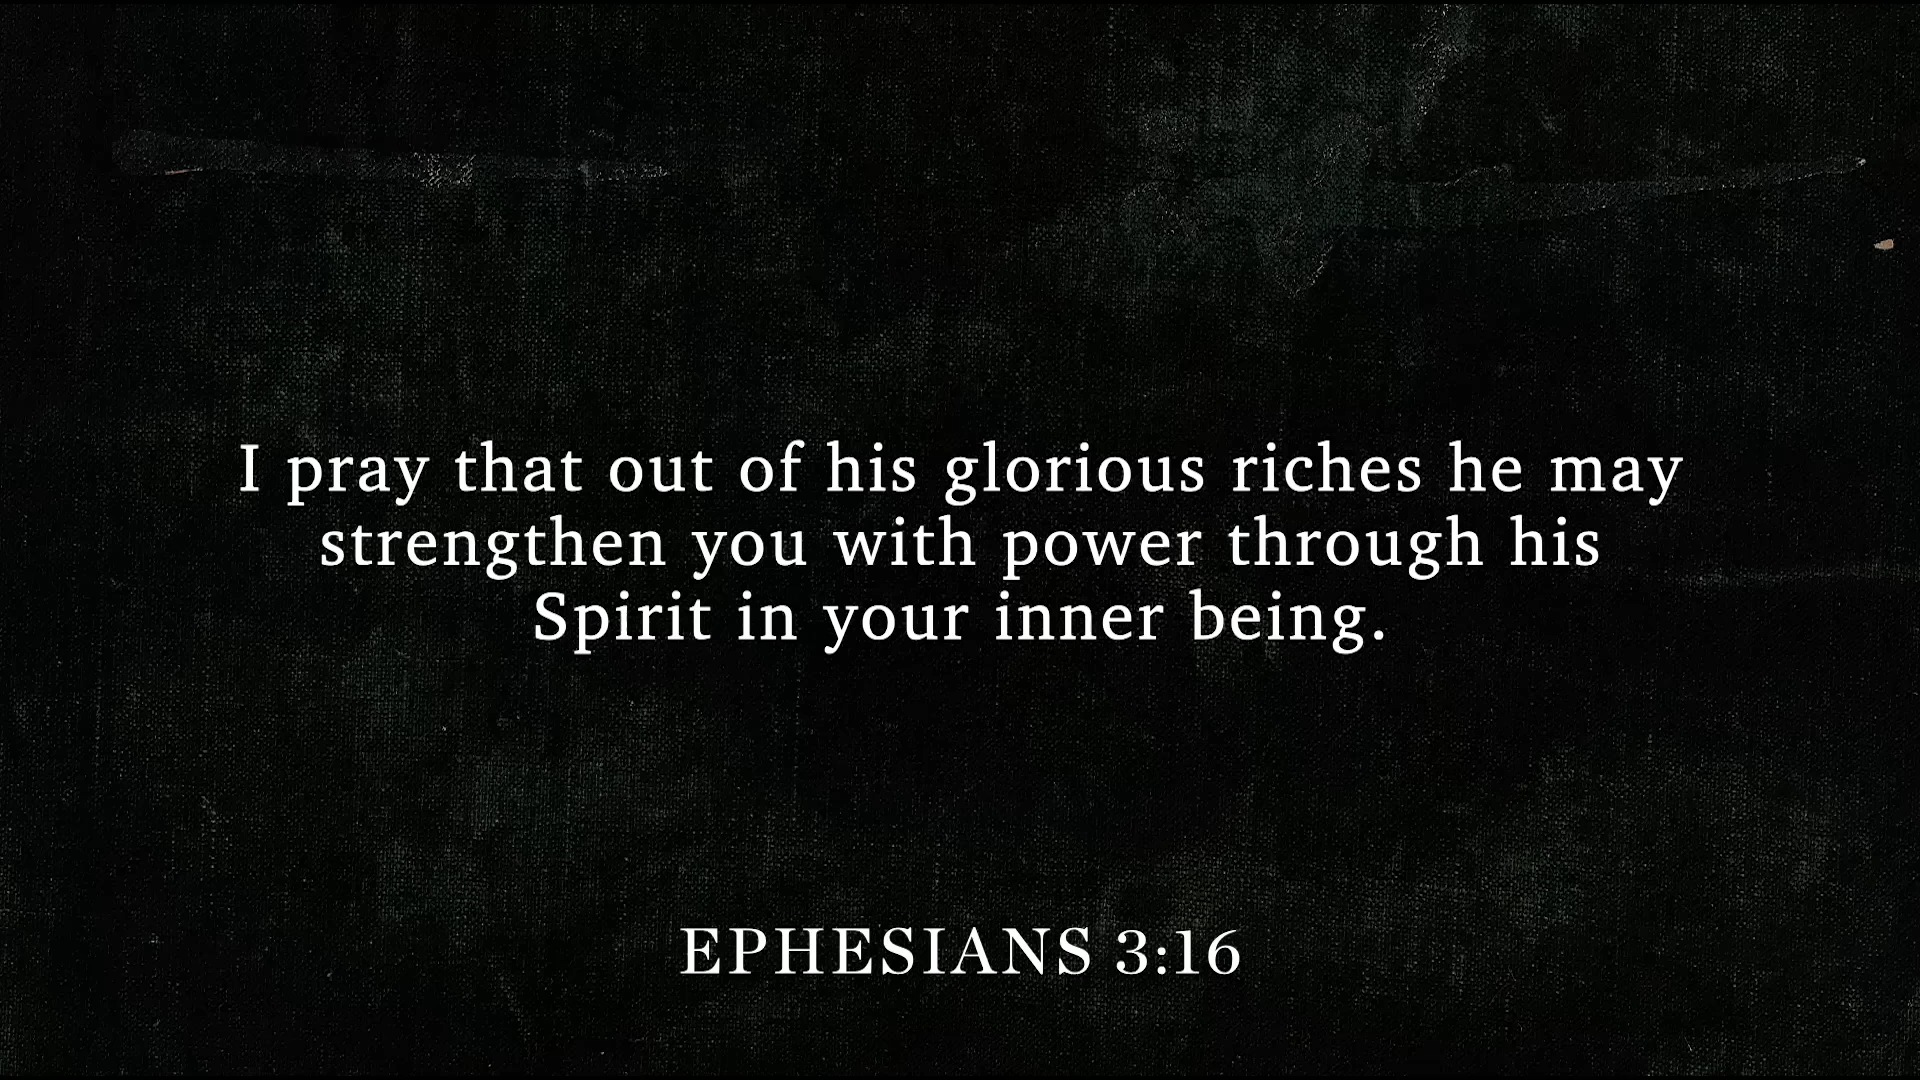 I pray that out of his glorious riches he may
strengthen you with power through his
Spirit in your inner being.
EPHESIANS 3:16